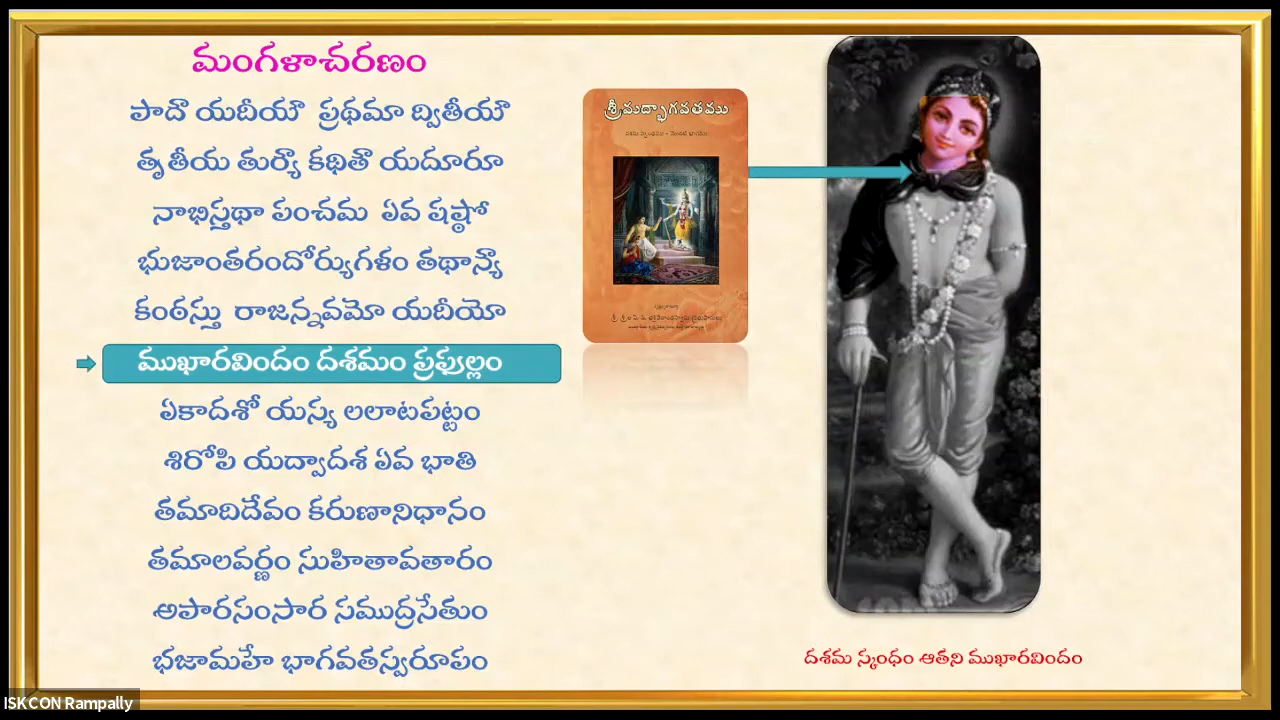 మంగళాచరణం
పాదౌ యదీయౌ ప్రథమౌ ద్వితీయౌ
తృతీయ తుర్యౌ కథితౌ యదూరూ
నాభిస్తథా పంచమ ఏవ షష్ఠో
భుజాంతరందోర్యుగళం తథాన్యౌ
కంఠస్తు రాజన్నవమో యదీయో
ముఖారవిందం దశమం ప్రఫుల్లం
ఏకాదశో యస్య లలాటపట్టం
శిరోపి యద్వాదశ ఏవ భాతి
తమాదిదేవం కరుణానిధానం
తమాలవర్ణం సుహితావతారం
అపారసంసార సముద్రసేతుం
భజామహే భాగవతస్వరూపం
శ్రీమద్భాగవతము
దశమ స్కంధం ఆతని ముఖారవిందం
ISKCON Rampally